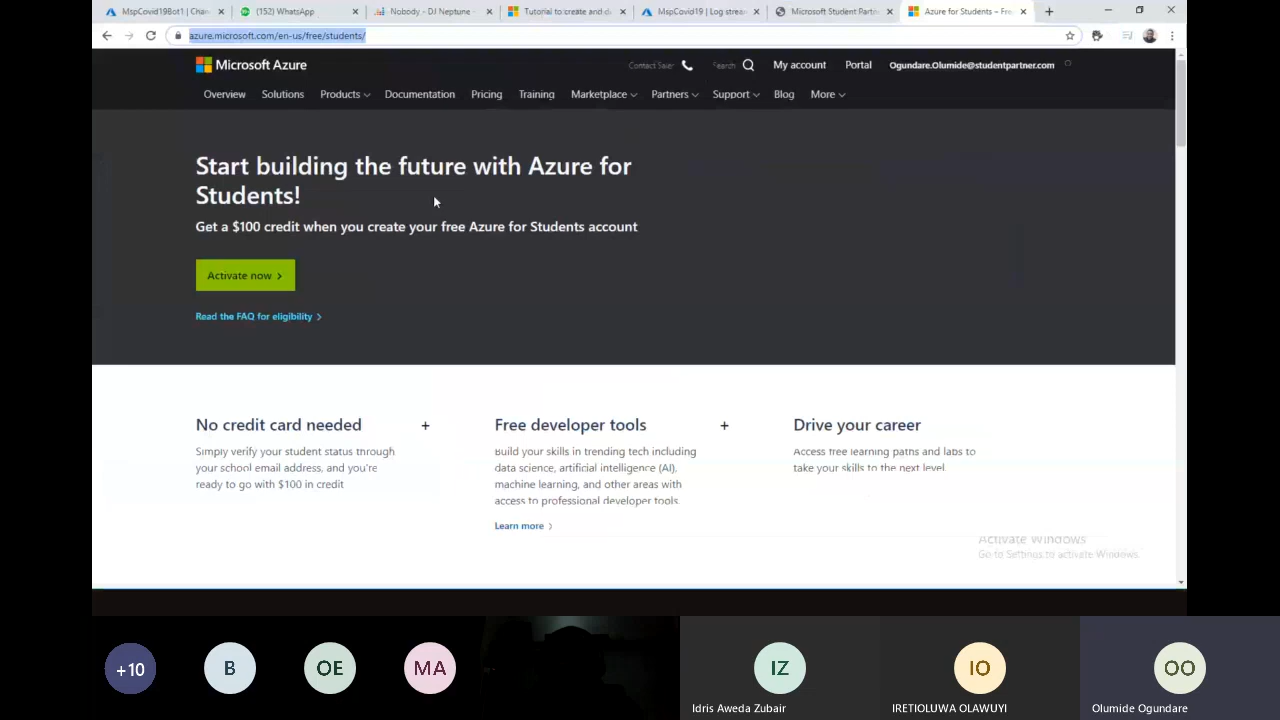 MspCovid19Bot1 | Chan
(152) WhatsApp
Nobody - DJ Neptune
Tutorial to create and d
MspCovid19 | Log stream
Microsoft Student Partn
Azure for Students – Fre
azure.microsoft.com/en-us/free/students/
Microsoft Azure
Contact Sales
Search
My account
Portal
Ogundare.Olumide@studentpartner.com
Overview Solutions Products Documentation Pricing Training Marketplace Partners Support Blog More
Start building the future with Azure for
Students!
Get a $100 credit when you create your free Azure for Students account
Activate now >
Read the FAQ for eligibility >
No credit card needed +
Simply verify your student status through
your school email address, and you're
ready to go with $100 in credit
Free developer tools +
Build your skills in trending tech including
data science, artificial intelligence (AI),
machine learning, and other areas with
access to professional developer tools.
Learn more >
Drive your career
Access free learning paths and labs to
take your skills to the next level.
Activate Windows
Go to Settings to activate Windows.
+10
B
OE
MA
IZ
Idris Aweda Zubair
IO
IRETIOLUWA OLAWUYI
OO
Olumide Ogundare